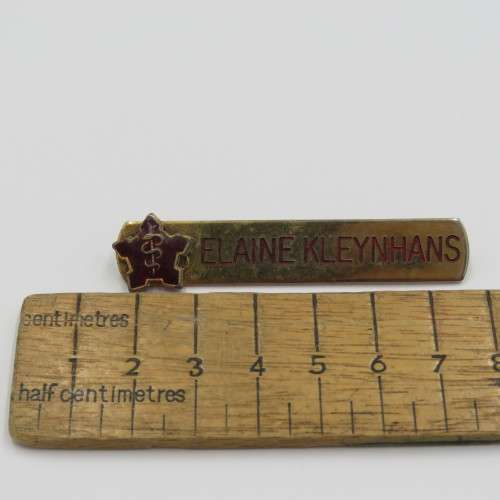 ELAINE KLEYNHANS
centimetres
1 2 3 4 5 6 7 8
half centimetres